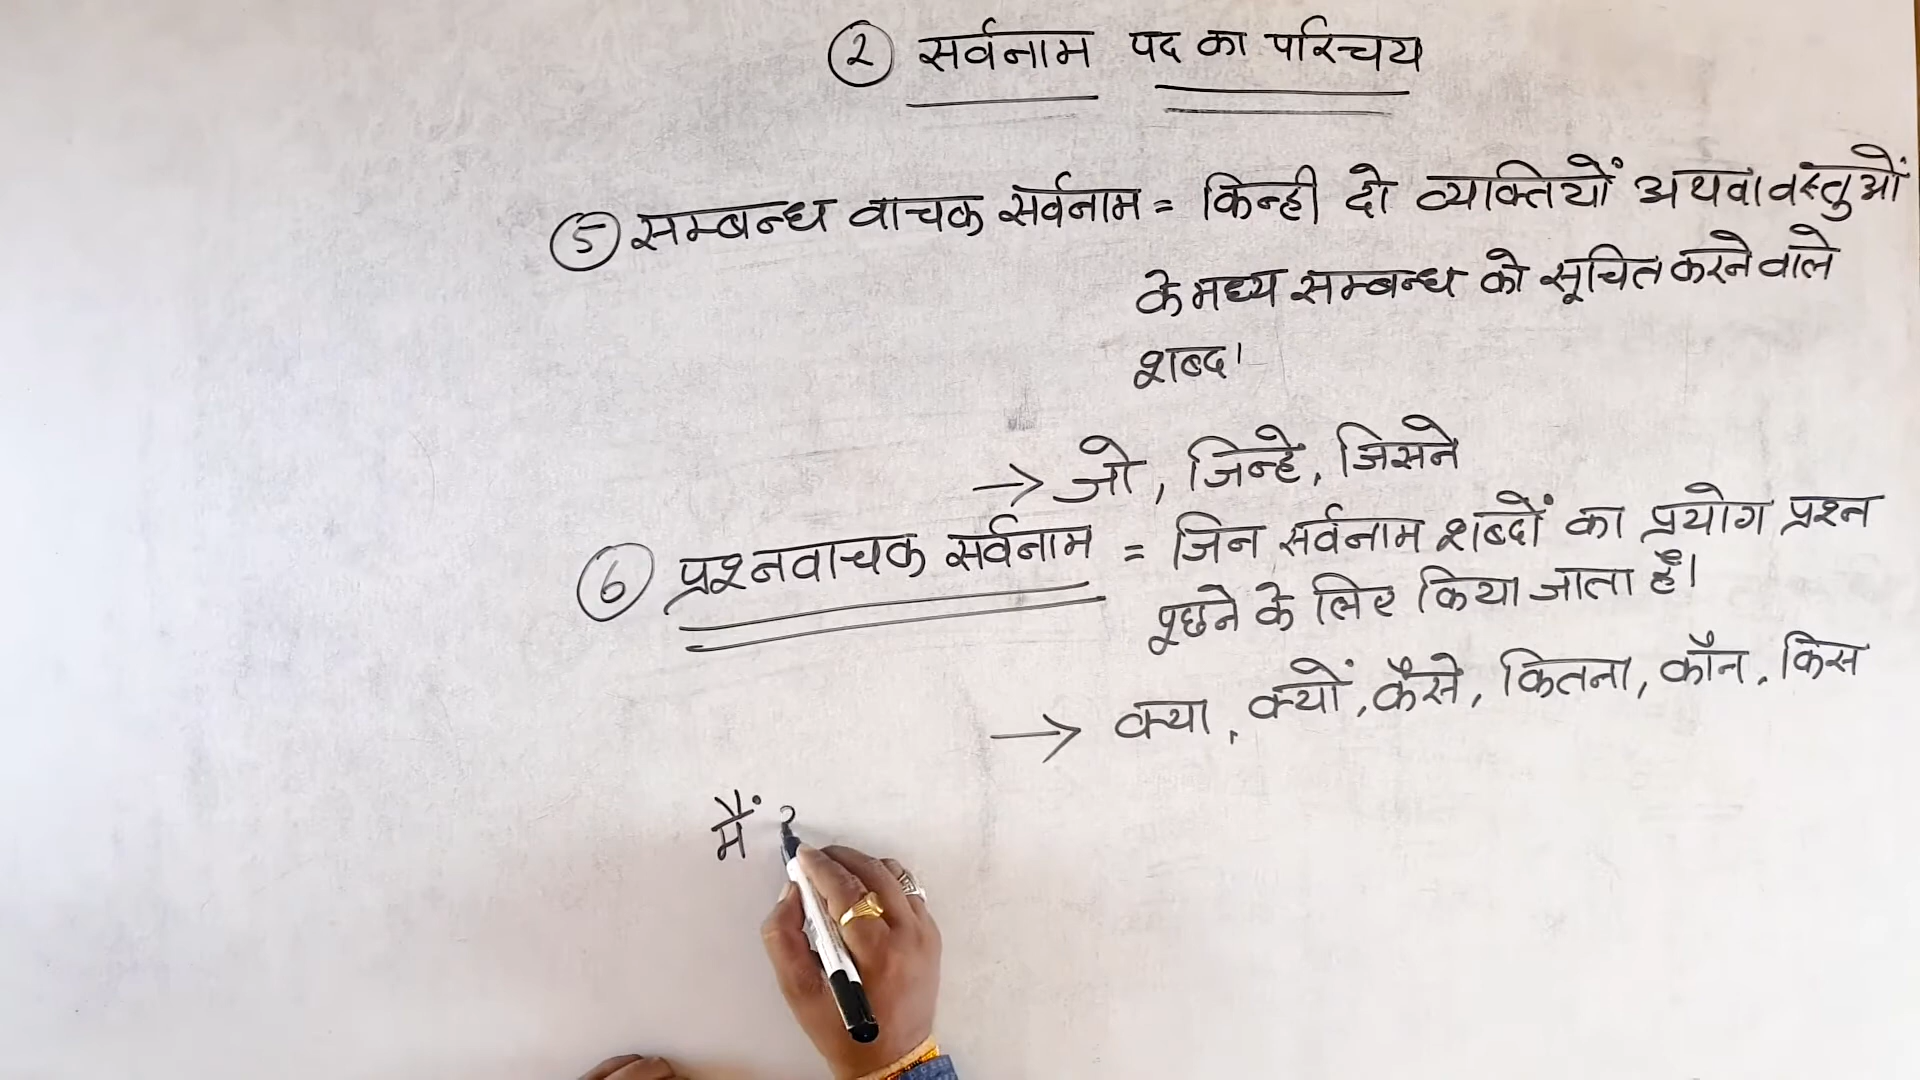 ② सर्वनाम पद का परिचय
⑤ सम्बन्ध वाचक सर्वनाम = किन्ही दो व्यक्तियों अथवा वस्तुओं
के मध्य सम्बन्ध को सूचित करने वाले
शब्द।
→ जो, जिन्हे, जिसने
⑥ प्रश्नवाचक सर्वनाम = जिन सर्वनाम शब्दों का प्रयोग प्रश्न
पूछने के लिए किया जाता है।
→ क्या, क्यों, कैसे, कितना, कौन, किस
मैं